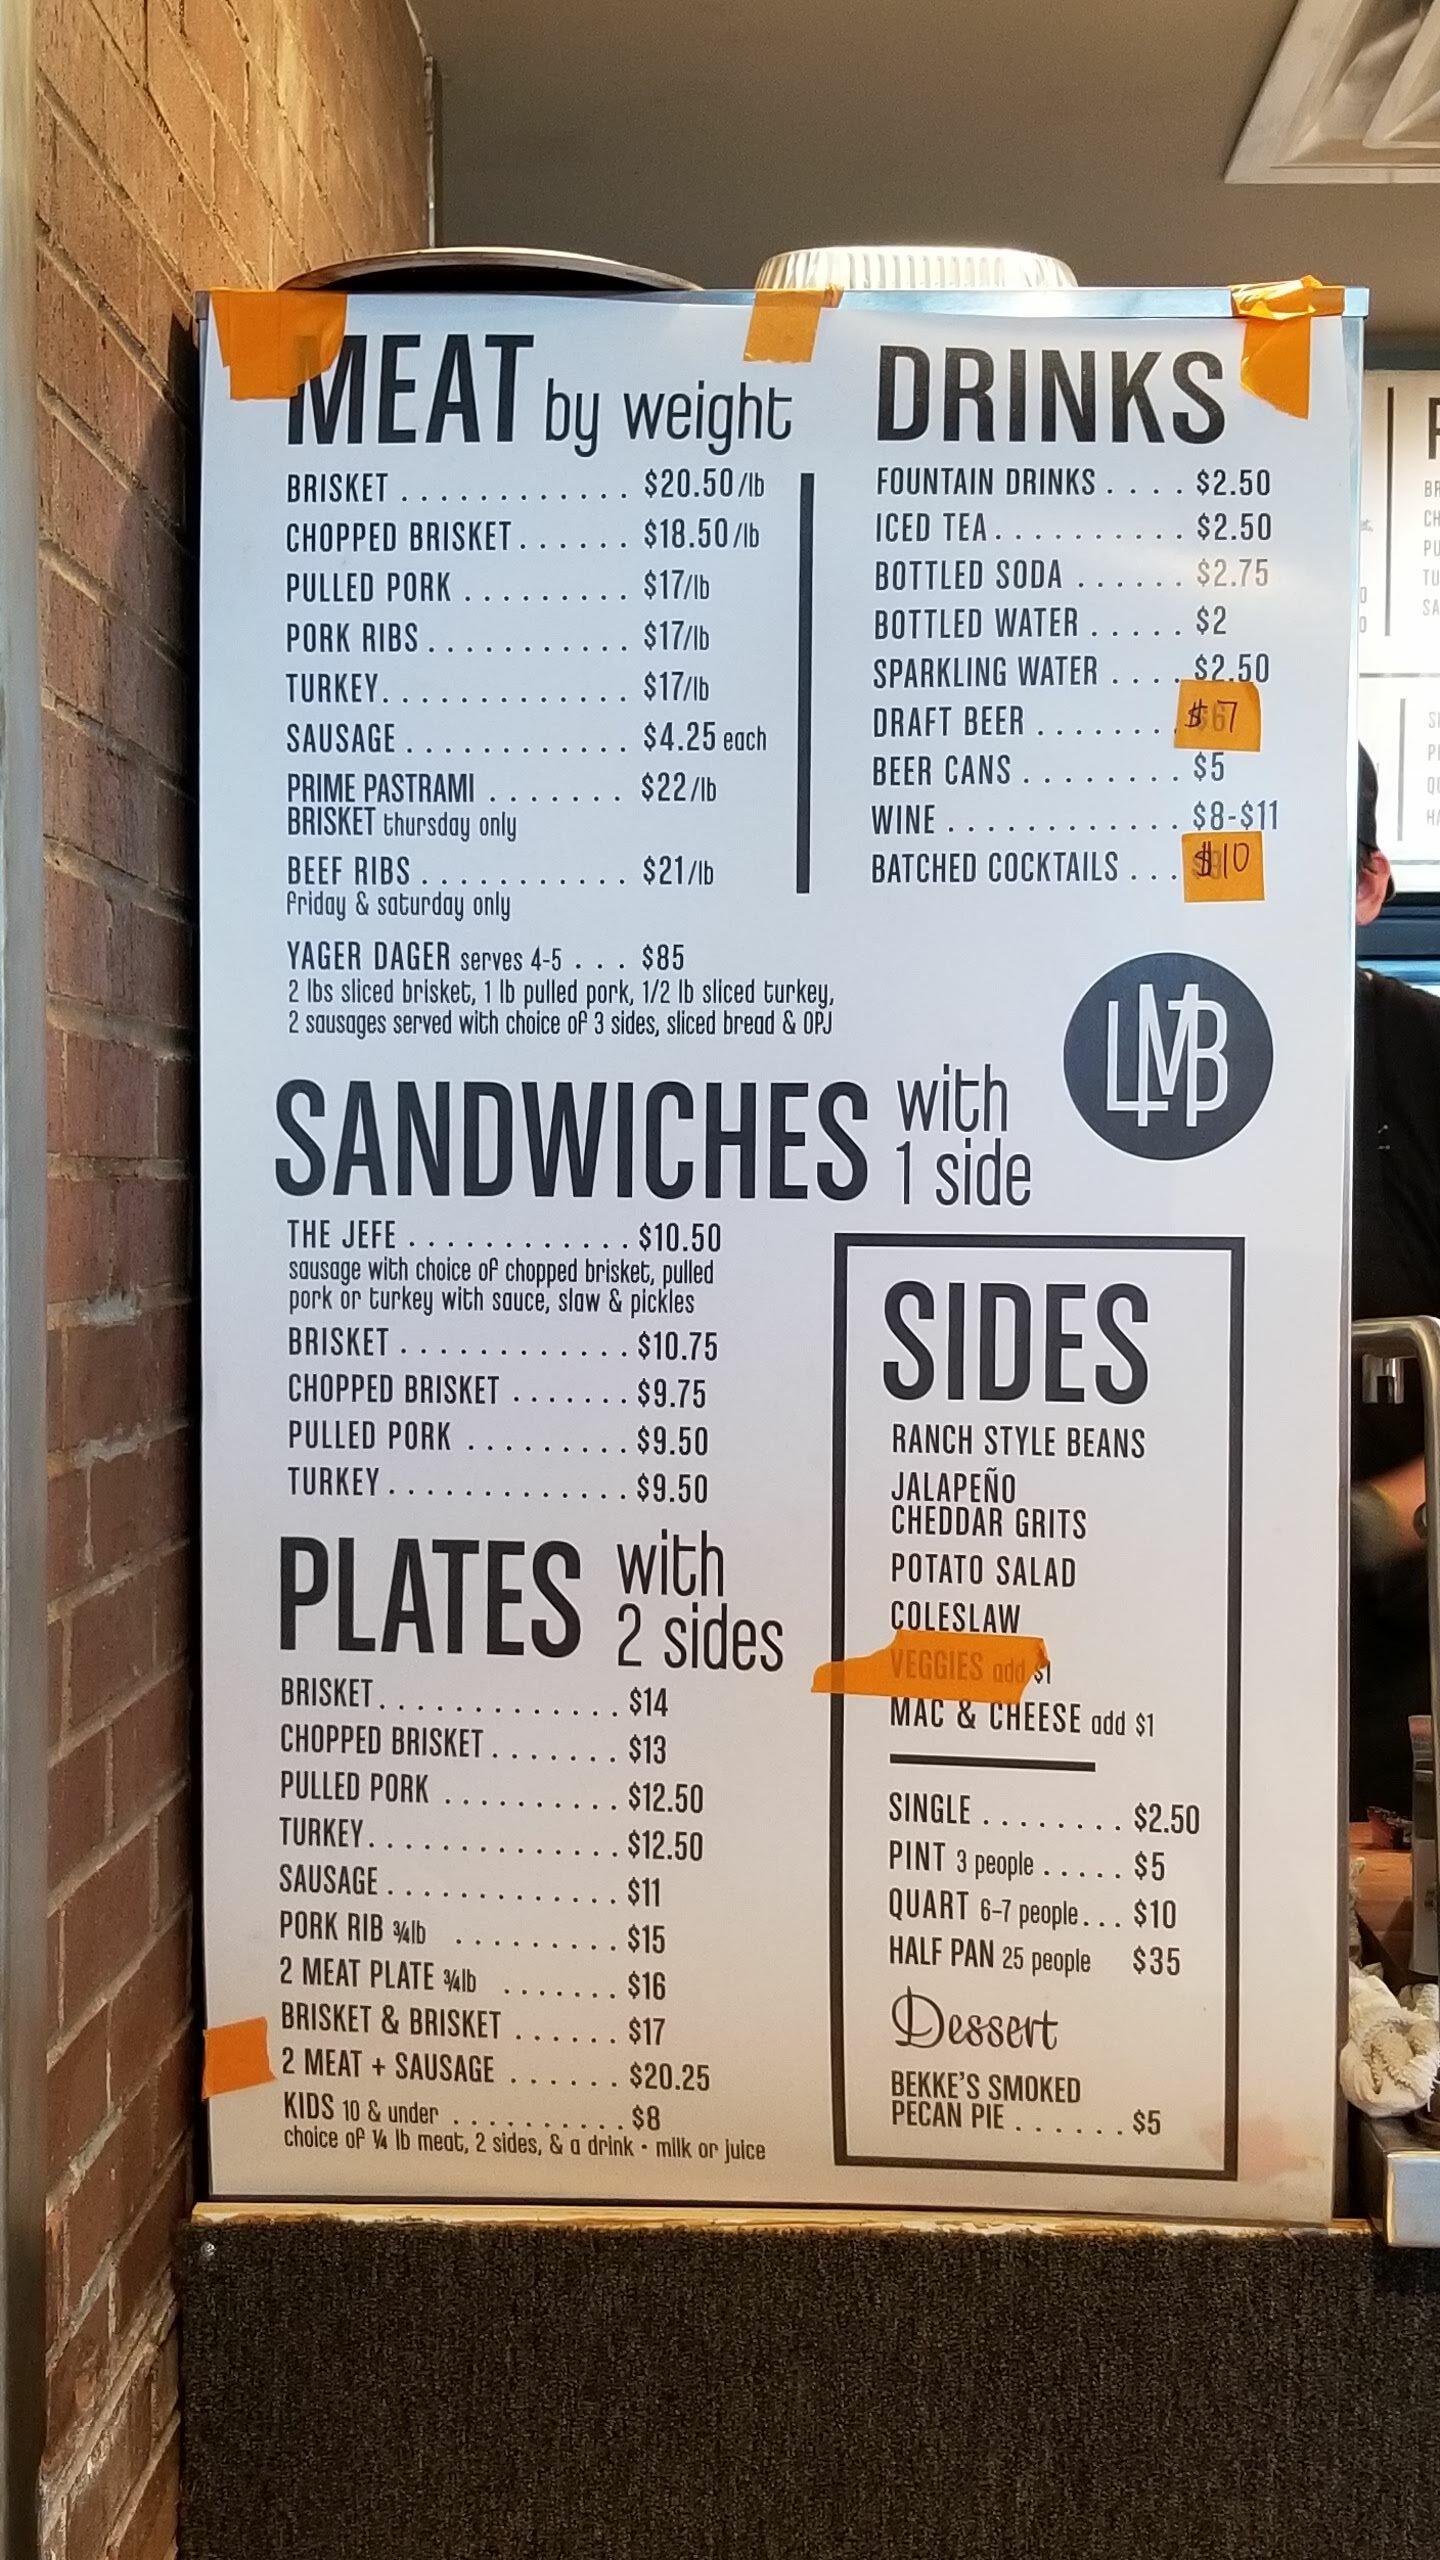 MEAT by weight
BRISKET . . . . . . . . . . . . $20.50/lb
CHOPPED BRISKET . . . . . . $18.50/lb
PULLED PORK . . . . . . . . . $17/lb
PORK RIBS . . . . . . . . . . . $17/lb
TURKEY . . . . . . . . . . . . . $17/lb
SAUSAGE . . . . . . . . . . . . $4.25 each
PRIME PASTRAMI . . . . . . . $22/lb
BRISKET thursday only
BEEF RIBS . . . . . . . . . . . $21/lb
friday & saturday only
YAGER DAGER serves 4-5 . . . $85
2 lbs sliced brisket, 1 lb pulled pork, 1/2 lb sliced turkey,
2 sausages served with choice of 3 sides, sliced bread & OPJ
DRINKS
FOUNTAIN DRINKS . . . . $2.50
ICED TEA . . . . . . . . . . $2.50
BOTTLED SODA . . . . . . $2.75
BOTTLED WATER . . . . . $2
SPARKLING WATER . . . . $2.50
DRAFT BEER . . . . . . . . $7
BEER CANS . . . . . . . . $5
WINE . . . . . . . . . . . . $8-$11
BATCHED COCKTAILS . . . $10
LMB
SANDWICHES with
1 side
THE JEFE . . . . . . . . . . . . $10.50
sausage with choice of chopped brisket, pulled
pork or turkey with sauce, slaw & pickles
BRISKET . . . . . . . . . . . . $10.75
CHOPPED BRISKET . . . . . . . $9.75
PULLED PORK . . . . . . . . . $9.50
TURKEY . . . . . . . . . . . . . $9.50
PLATES with
2 sides
BRISKET . . . . . . . . . . . . . $14
CHOPPED BRISKET . . . . . . . $13
PULLED PORK . . . . . . . . . . $12.50
TURKEY . . . . . . . . . . . . . . $12.50
SAUSAGE . . . . . . . . . . . . . $11
PORK RIB ¾lb . . . . . . . . . $15
2 MEAT PLATE ¾lb . . . . . . . $16
BRISKET & BRISKET . . . . . . $17
2 MEAT + SAUSAGE . . . . . . $20.25
KIDS 10 & under . . . . . . . . . . $8
choice of ¼ lb meat, 2 sides, & a drink • milk or juice
SIDES
RANCH STYLE BEANS
JALAPEÑO
CHEDDAR GRITS
POTATO SALAD
COLESLAW
VEGGIES add $1
MAC & CHEESE add $1
SINGLE . . . . . . . . $2.50
PINT 3 people . . . . . $5
QUART 6-7 people . . . $10
HALF PAN 25 people $35
Dessert
BEKKE'S SMOKED
PECAN PIE . . . . . . $5